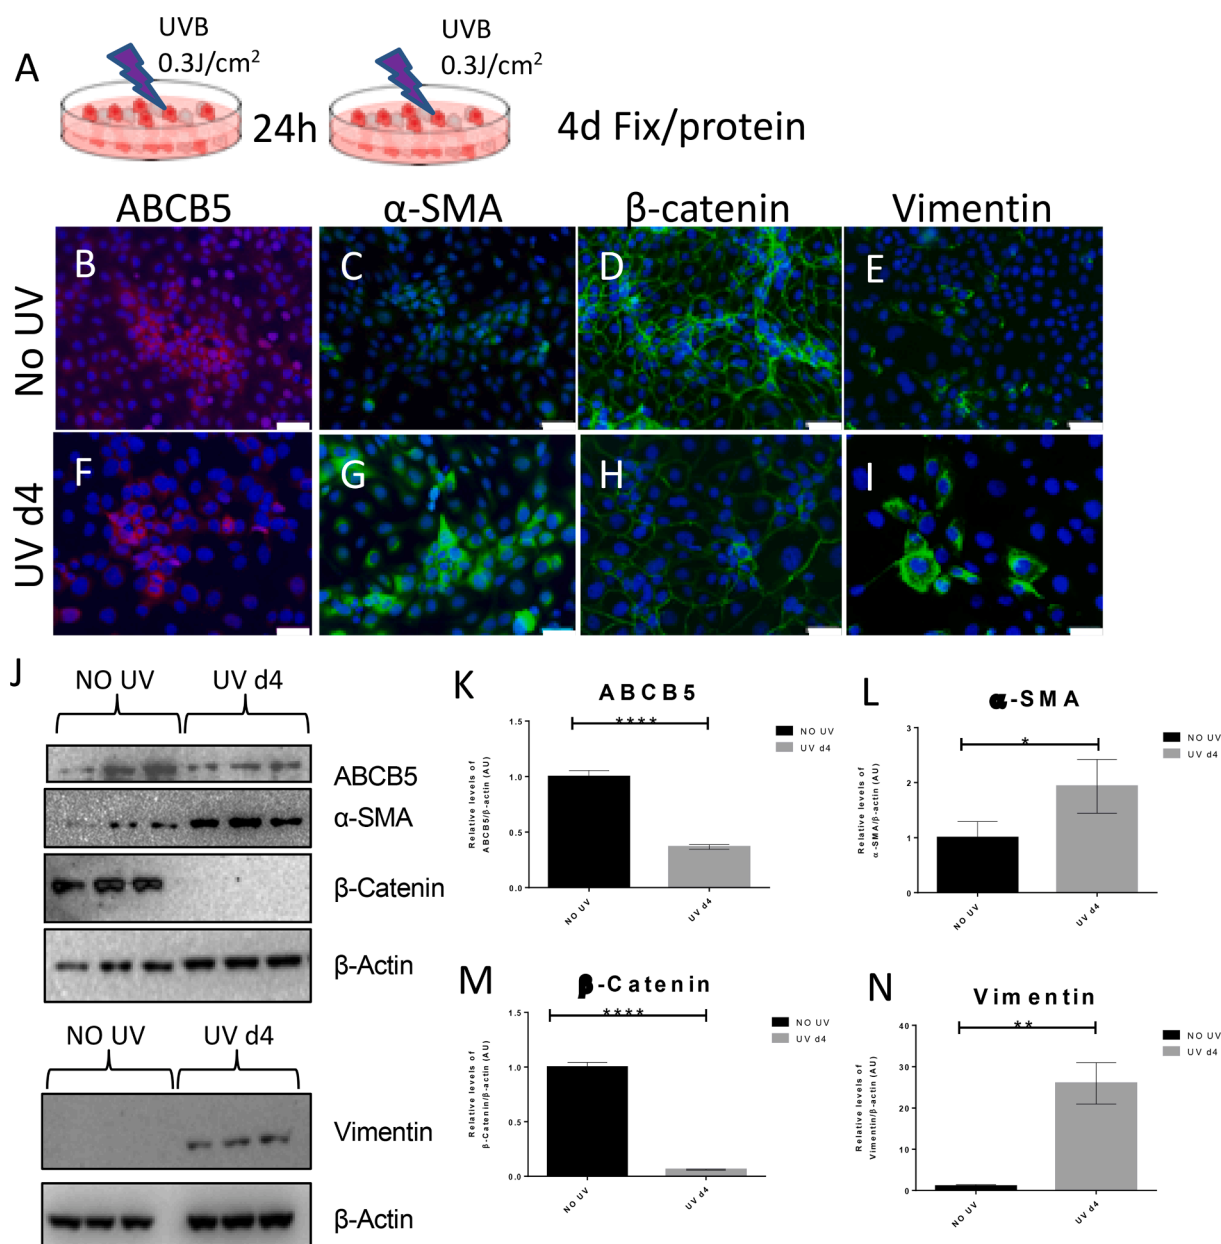 A
UVB
0.3J/cm²
24h
UVB
0.3J/cm²
4d Fix/protein
ABCB5
α-SMA
β-catenin
Vimentin
No UV
B
C
D
E
UV d4
F
G
H
I
J
NO UV
UV d4
ABCB5
α-SMA
β-Catenin
β-Actin
NO UV
UV d4
Vimentin
β-Actin
K
ABCB5
****
Relative levels of
ABCB5/β-actin (AU)
1.5
1.0
0.5
0.0
NO UV
UV d4
NO UV
UV d4
L
α-SMA
*
Relative levels of
α-SMA/β-actin (AU)
3
2
1
0
NO UV
UV d4
NO UV
UV d4
M
β-Catenin
****
Relative levels of
β-Catenin/β-actin (AU)
1.5
1.0
0.5
0.0
NO UV
UV d4
NO UV
UV d4
N
Vimentin
**
Relative levels of
Vimentin/β-actin (AU)
40
30
20
10
0
NO UV
UV d4
NO UV
UV d4